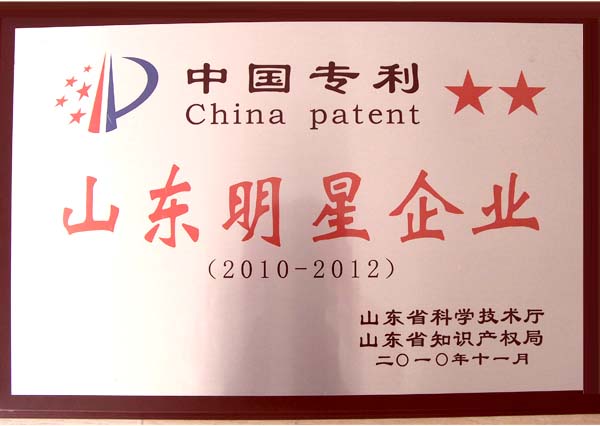 中国专利
China patent
山东明星企业
(2010-2012)
山东省科学技术厅
山东省知识产权局
二〇一〇年十一月